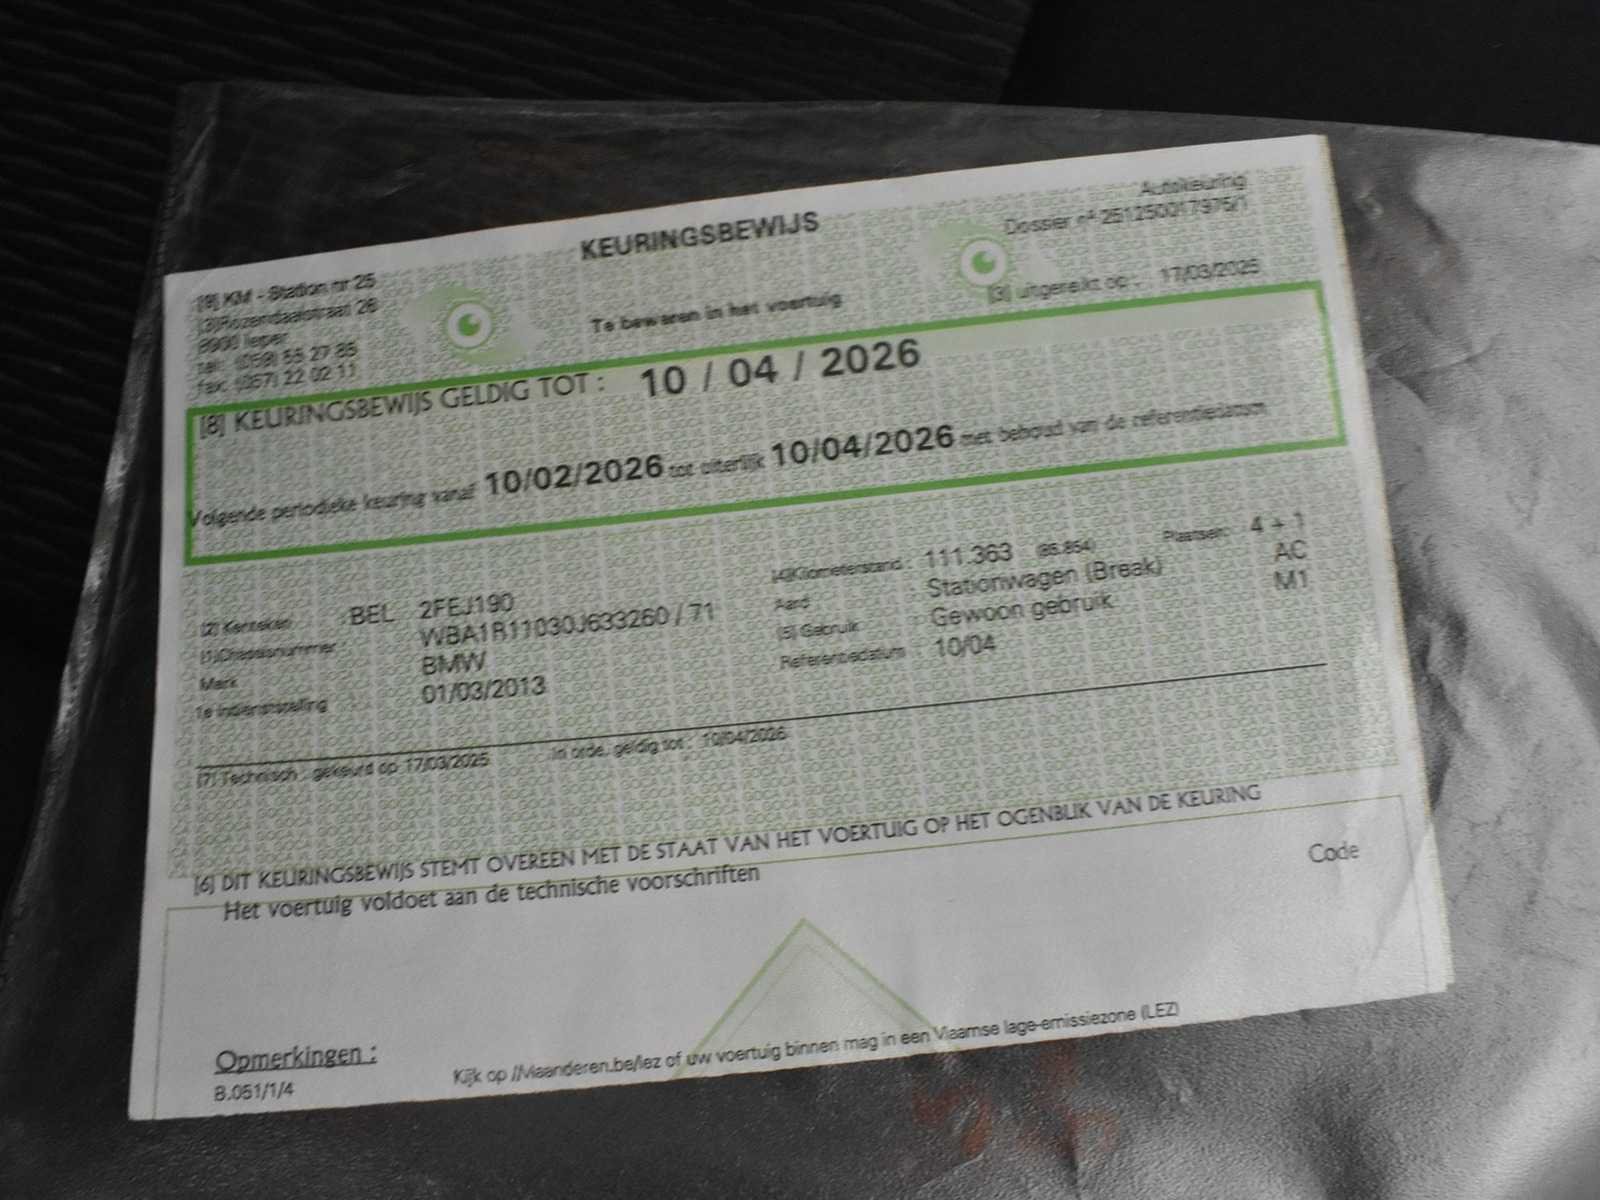 KEURINGSBEWIJS
Autokeuring
Dossier n° 251250017975/1
[9] KM - Station nr 25
[3] uitgereikt op : 17/03/2025
(3)Rozendaalstraat 26
8900 Ieper
Te bewaren in het voertuig
Tel: (059) 55 27 85
fax: (057) 22 02 11
[8] KEURINGSBEWIJS GELDIG TOT : 10 / 04 / 2026
Volgende periodieke keuring vanaf 10/02/2026 tot uiterlijk 10/04/2026 met behoud van de referentiedatum
[2] Kenteken BEL 2FEJ190
[4]Kilometerstand : 111.363 (85.854) Plaatsen: 4 + 1
[1]Chassisnummer : WBA1R11030J633260 / 71
Aard Stationwagen (Break) AC
Merk BMW
[5] Gebruik Gewoon gebruik M1
1e indienststelling 01/03/2013
Referentiedatum : 10/04
[7] Technisch : gekeurd op 17/03/2025 In orde, geldig tot : 10/04/2026
[6] DIT KEURINGSBEWIJS STEMT OVEREEN MET DE STAAT VAN HET VOERTUIG OP HET OGENBLIK VAN DE KEURING
Het voertuig voldoet aan de technische voorschriften
Code
Opmerkingen :
B.051/1/4
Kijk op //Vlaanderen.be/lez of uw voertuig binnen mag in een Vlaamse lage-emissiezone (LEZ)